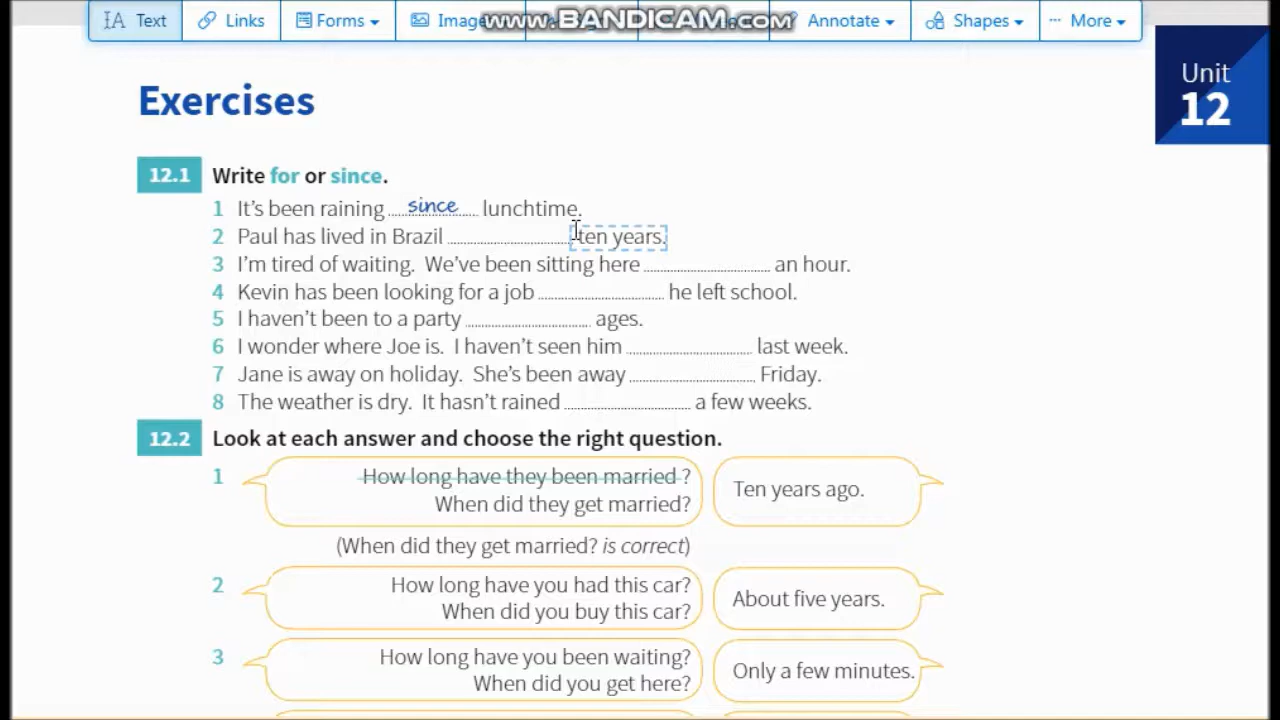 Text Links Forms Image Annotate Shapes More
www.BANDICAM.com
Unit
12
Exercises
12.1 Write for or since.
1 It's been raining ............ since ............ lunchtime.
2 Paul has lived in Brazil ............ ten years.
3 I'm tired of waiting. We've been sitting here ............ an hour.
4 Kevin has been looking for a job ............ he left school.
5 I haven't been to a party ............ ages.
6 I wonder where Joe is. I haven't seen him ............ last week.
7 Jane is away on holiday. She's been away ............ Friday.
8 The weather is dry. It hasn't rained ............ a few weeks.
12.2 Look at each answer and choose the right question.
1 How long have they been married ?
When did they get married?
Ten years ago.
(When did they get married? is correct)
2 How long have you had this car?
When did you buy this car?
About five years.
3 How long have you been waiting?
When did you get here?
Only a few minutes.